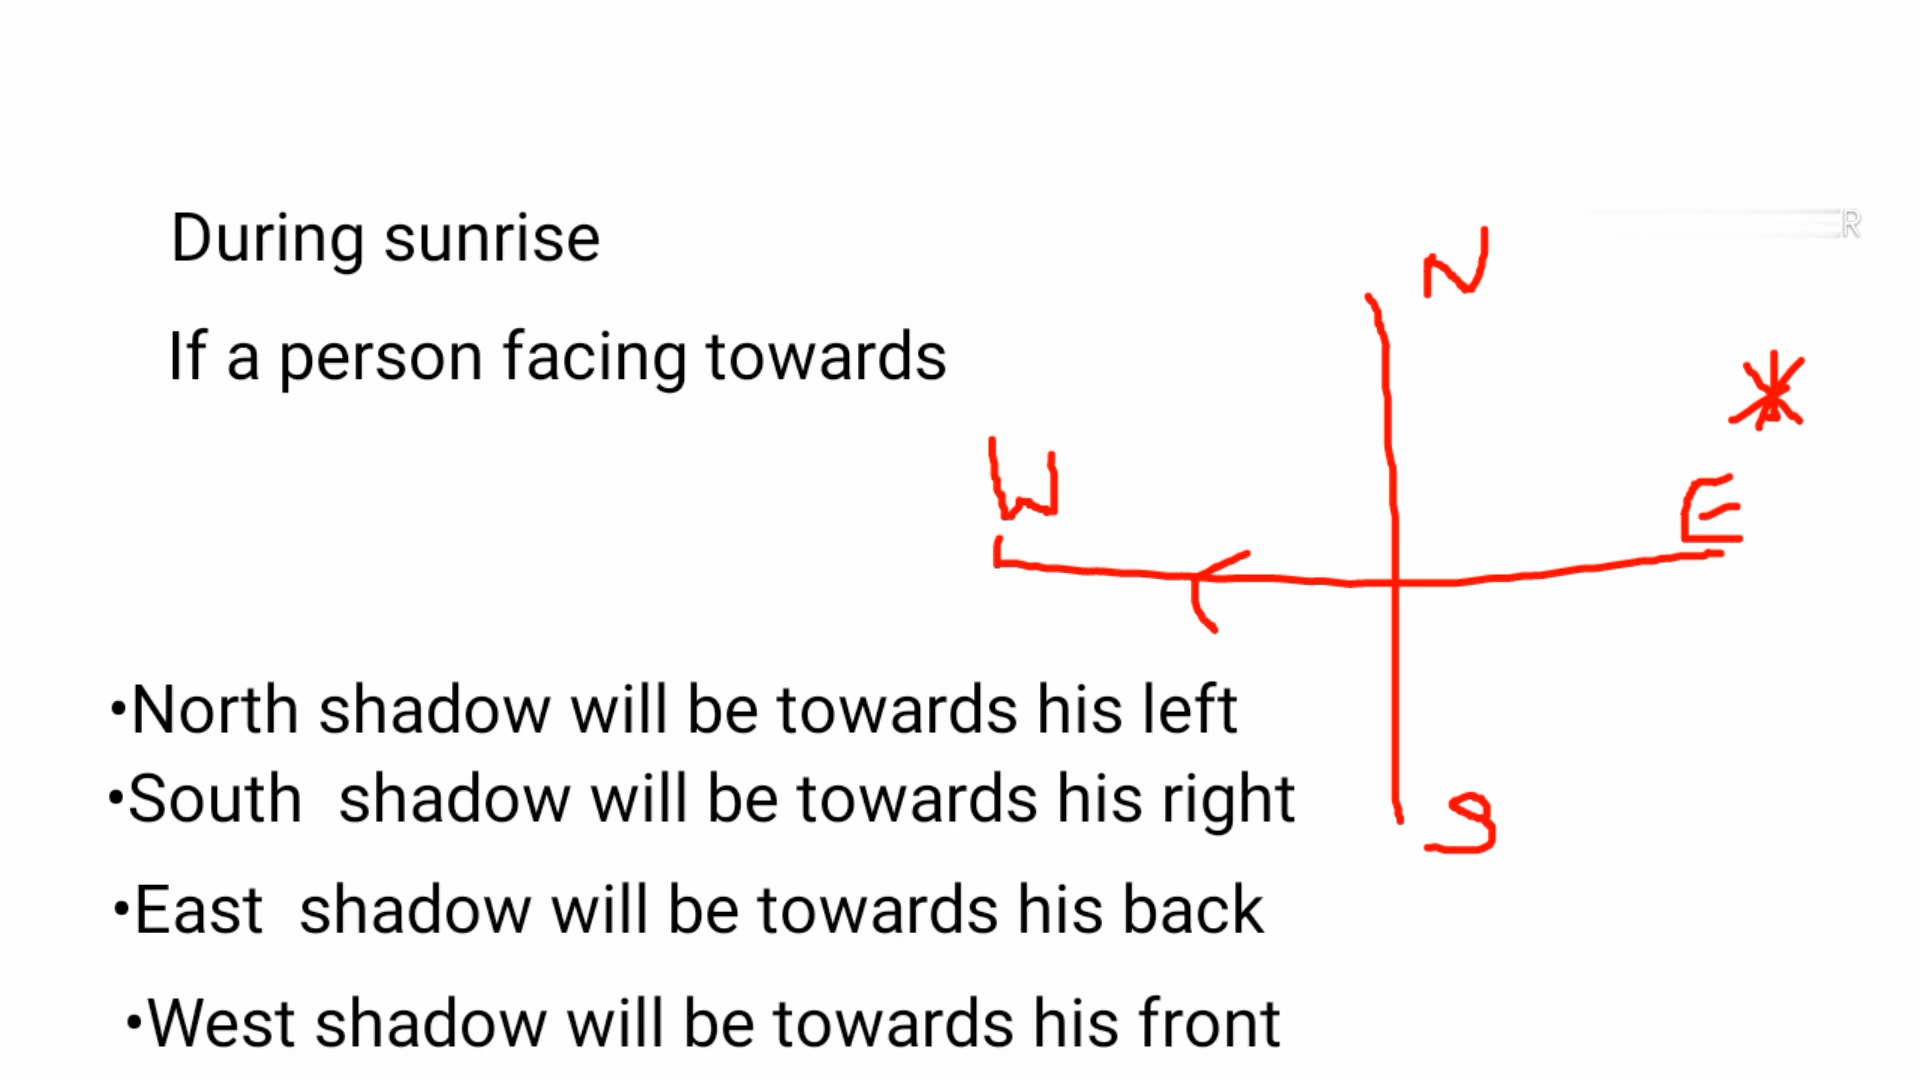 During sunrise
If a person facing towards
N
W
E
S
•North shadow will be towards his left
•South  shadow will be towards his right
•East  shadow will be towards his back
•West shadow will be towards his front
R